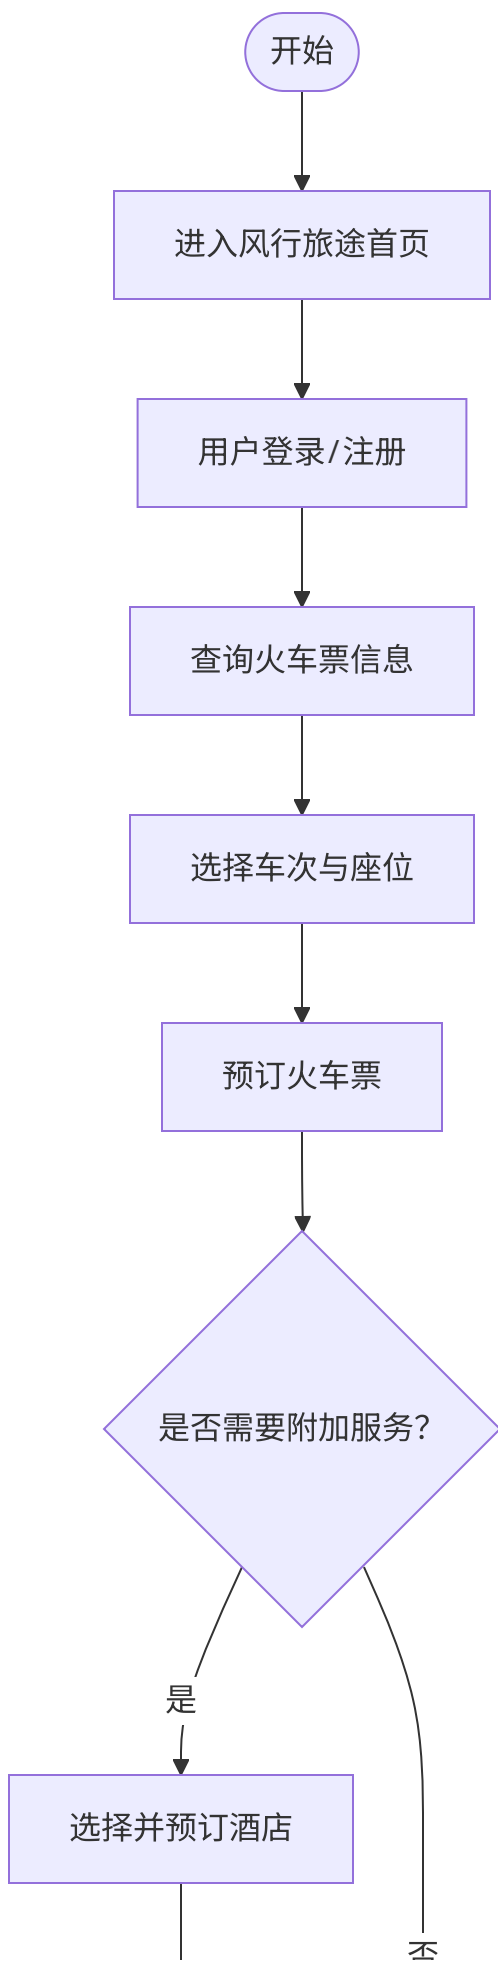 开始
进入风行旅途首页
用户登录/注册
查询火车票信息
选择车次与座位
预订火车票
是否需要附加服务?
是
选择并预订酒店
否